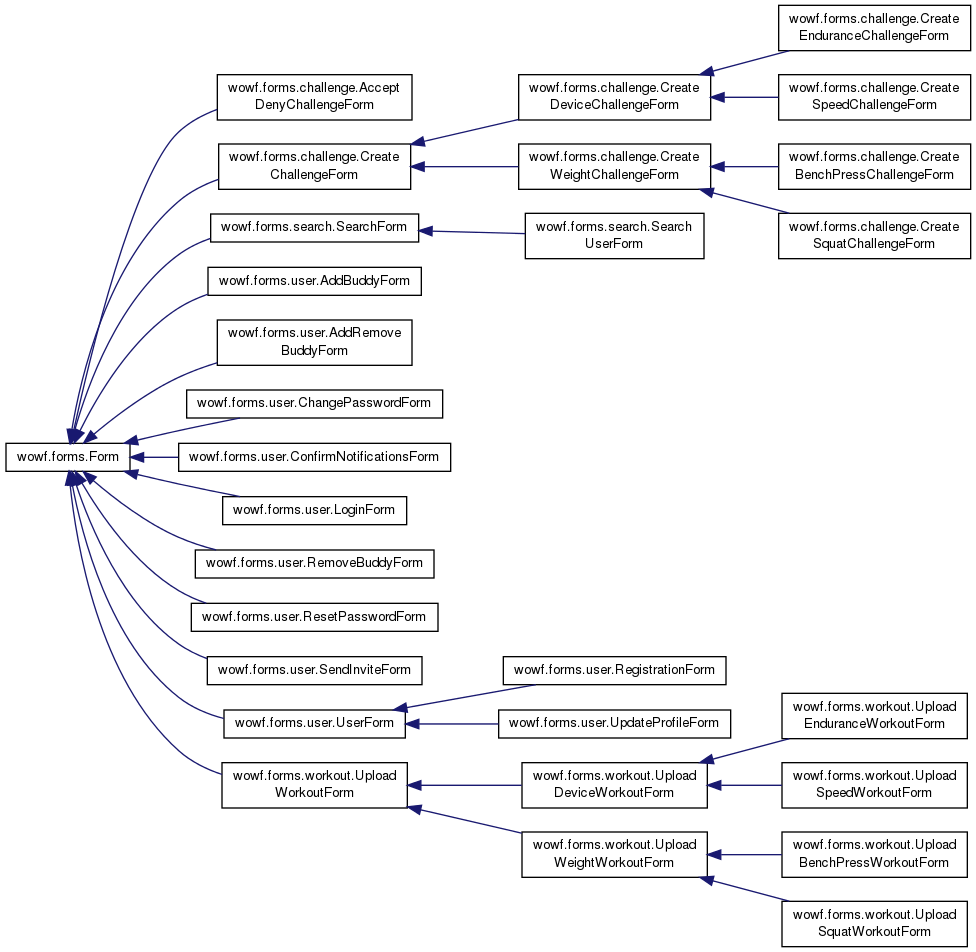 wowf.forms.challenge.Create
EnduranceChallengeForm
wowf.forms.challenge.Accept
DenyChallengeForm
wowf.forms.challenge.Create
DeviceChallengeForm
wowf.forms.challenge.Create
SpeedChallengeForm
wowf.forms.challenge.Create
ChallengeForm
wowf.forms.challenge.Create
WeightChallengeForm
wowf.forms.challenge.Create
BenchPressChallengeForm
wowf.forms.search.SearchForm
wowf.forms.search.Search
UserForm
wowf.forms.challenge.Create
SquatChallengeForm
wowf.forms.user.AddBuddyForm
wowf.forms.user.AddRemove
BuddyForm
wowf.forms.user.ChangePasswordForm
wowf.forms.Form
wowf.forms.user.ConfirmNotificationsForm
wowf.forms.user.LoginForm
wowf.forms.user.RemoveBuddyForm
wowf.forms.user.ResetPasswordForm
wowf.forms.user.SendInviteForm
wowf.forms.user.RegistrationForm
wowf.forms.user.UserForm
wowf.forms.user.UpdateProfileForm
wowf.forms.workout.Upload
EnduranceWorkoutForm
wowf.forms.workout.Upload
WorkoutForm
wowf.forms.workout.Upload
DeviceWorkoutForm
wowf.forms.workout.Upload
SpeedWorkoutForm
wowf.forms.workout.Upload
WeightWorkoutForm
wowf.forms.workout.Upload
BenchPressWorkoutForm
wowf.forms.workout.Upload
SquatWorkoutForm